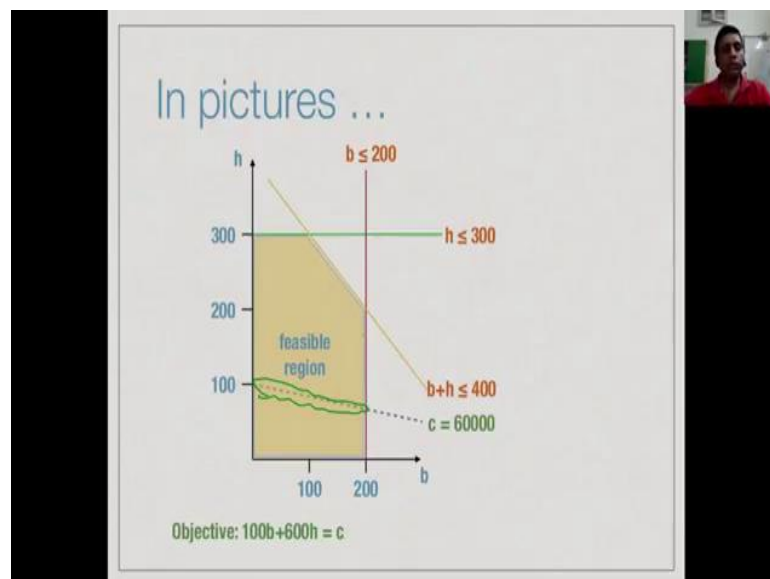 In pictures ...
h
b ≤ 200
300
h ≤ 300
200
feasible
region
100
b+h ≤ 400
c = 60000
100
200
b
Objective: 100b+600h = c